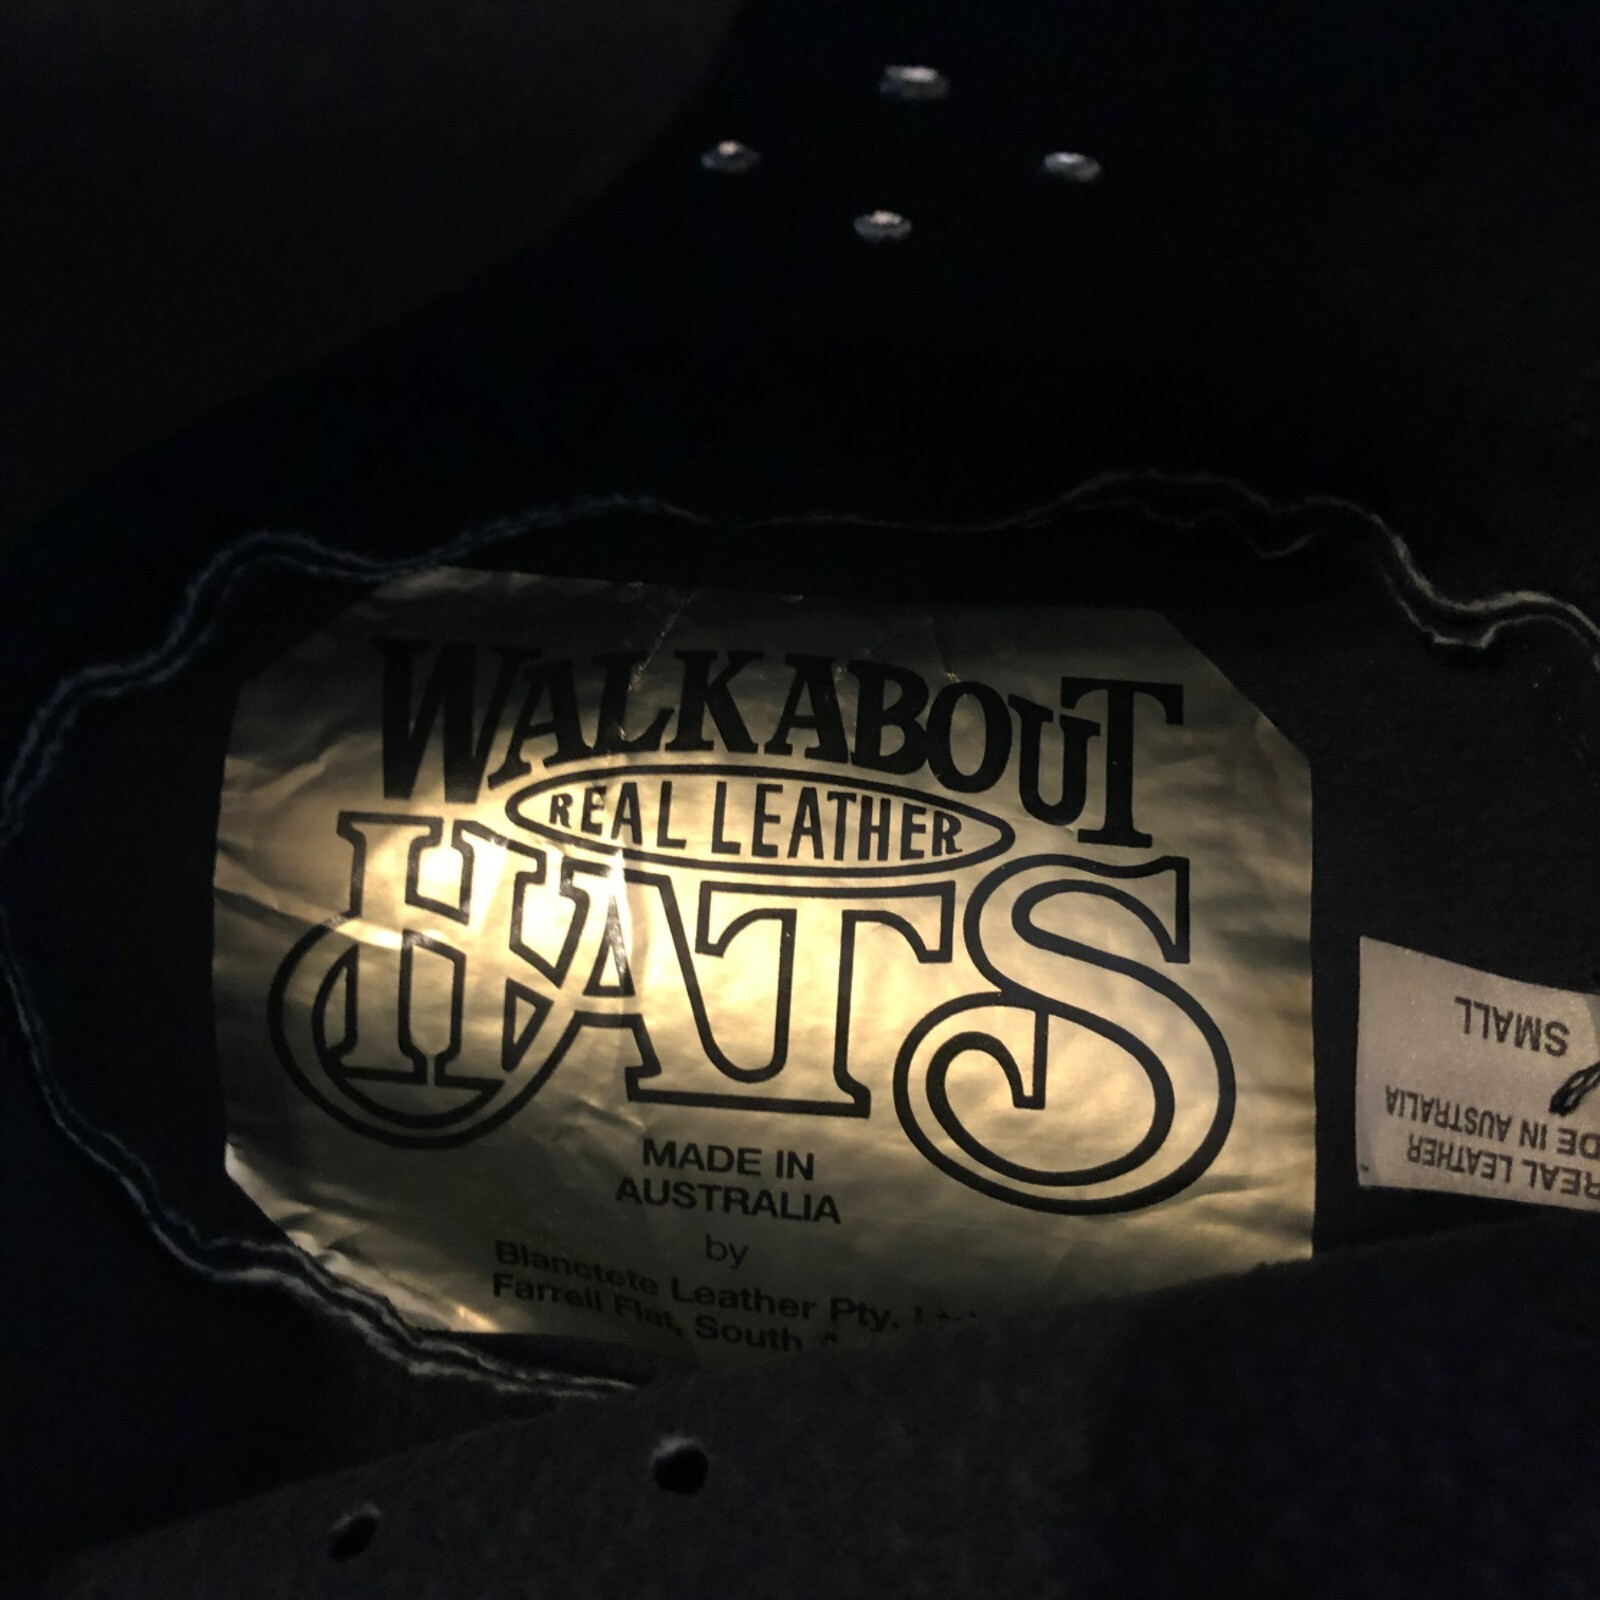 WALKABOUT
REAL LEATHER
HATS
MADE IN
AUSTRALIA
by
Blanctete Leather Pty.
Farrell Flat, South
SMALL
DE IN AUSTRALIA
REAL LEATHER